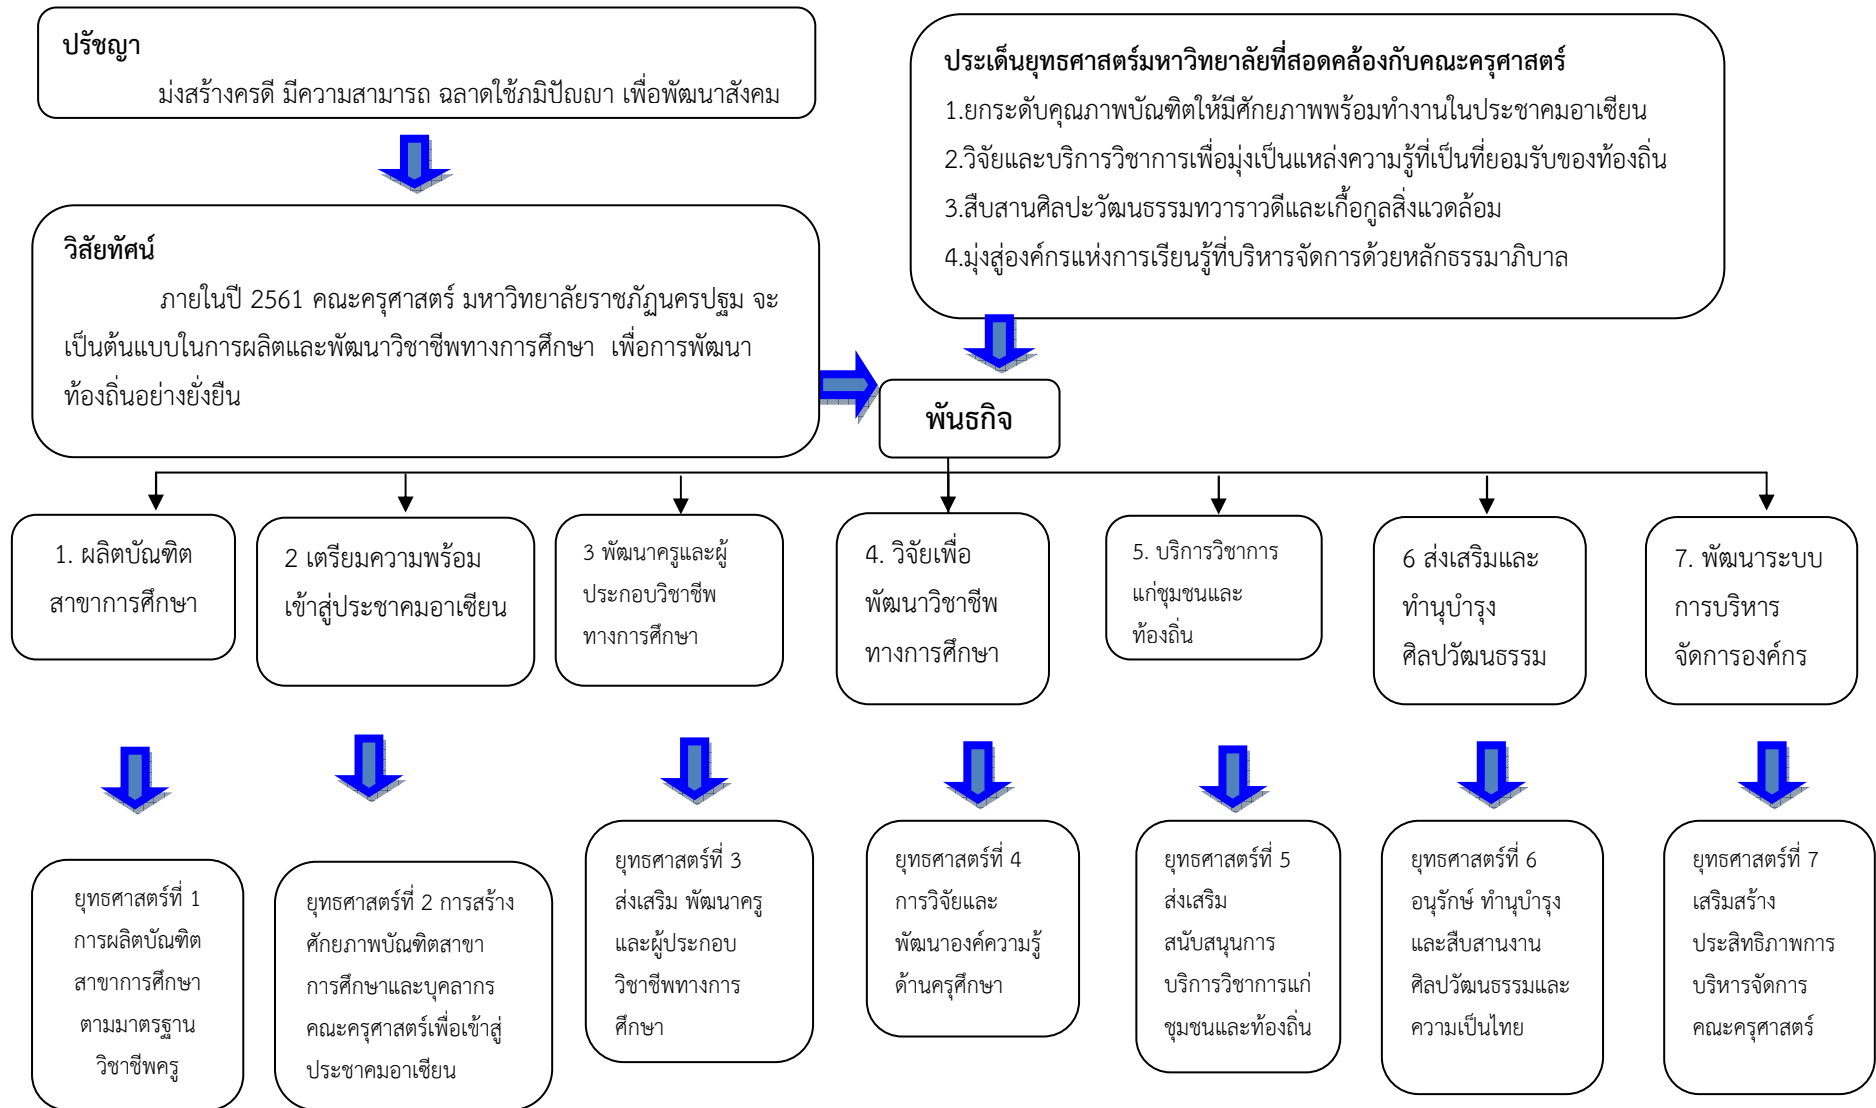 ปรัชญา
ม่งสร้างครดี มีความสามารถ ฉลาดใช้ภมิปัญญา เพื่อพัฒนาสังคม
ประเด็นยุทธศาสตร์มหาวิทยาลัยที่สอดคล้องกับคณะครุศาสตร์
1.ยกระดับคุณภาพบัณฑิตให้มีศักยภาพพร้อมทำงานในประชาคมอาเซียน
2.วิจัยและบริการวิชาการเพื่อมุ่งเป็นแหล่งความรู้ที่เป็นที่ยอมรับของท้องถิ่น
3.สืบสานศิลปะวัฒนธรรมทวาราวดีและเกื้อกูลสิ่งแวดล้อม
4.มุ่งสู่องค์กรแห่งการเรียนรู้ที่บริหารจัดการด้วยหลักธรรมาภิบาล
วิสัยทัศน์
ภายในปี 2561 คณะครุศาสตร์ มหาวิทยาลัยราชภัฏนครปฐม จะ
เป็นต้นแบบในการผลิตและพัฒนาวิชาชีพทางการศึกษา เพื่อการพัฒนา
ท้องถิ่นอย่างยั่งยืน
พันธกิจ
1. ผลิตบัณฑิต
สาขาการศึกษา
2 เตรียมความพร้อม
เข้าสู่ประชาคมอาเซียน
3 พัฒนาครูและผู้
ประกอบวิชาชีพ
ทางการศึกษา
4. วิจัยเพื่อ
พัฒนาวิชาชีพ
ทางการศึกษา
5. บริการวิชาการ
แก่ชุมชนและ
ท้องถิ่น
6 ส่งเสริมและ
ทำนุบำรุง
ศิลปวัฒนธรรม
7. พัฒนาระบบ
การบริหาร
จัดการองค์กร
ยุทธศาสตร์ที่ 1
การผลิตบัณฑิต
สาขาการศึกษา
ตามมาตรฐาน
วิชาชีพครู
ยุทธศาสตร์ที่ 2 การสร้าง
ศักยภาพบัณฑิตสาขา
การศึกษาและบุคลากร
คณะครุศาสตร์เพื่อเข้าสู่
ประชาคมอาเซียน
ยุทธศาสตร์ที่ 3
ส่งเสริม พัฒนาครู
และผู้ประกอบ
วิชาชีพทางการ
ศึกษา
ยุทธศาสตร์ที่ 4
การวิจัยและ
พัฒนาองค์ความรู้
ด้านครุศึกษา
ยุทธศาสตร์ที่ 5
ส่งเสริม
สนับสนุนการ
บริการวิชาการแก่
ชุมชนและท้องถิ่น
ยุทธศาสตร์ที่ 6
อนุรักษ์ ทำนุบำรุง
และสืบสานงาน
ศิลปวัฒนธรรมและ
ความเป็นไทย
ยุทธศาสตร์ที่ 7
เสริมสร้าง
ประสิทธิภาพการ
บริหารจัดการ
คณะครุศาสตร์